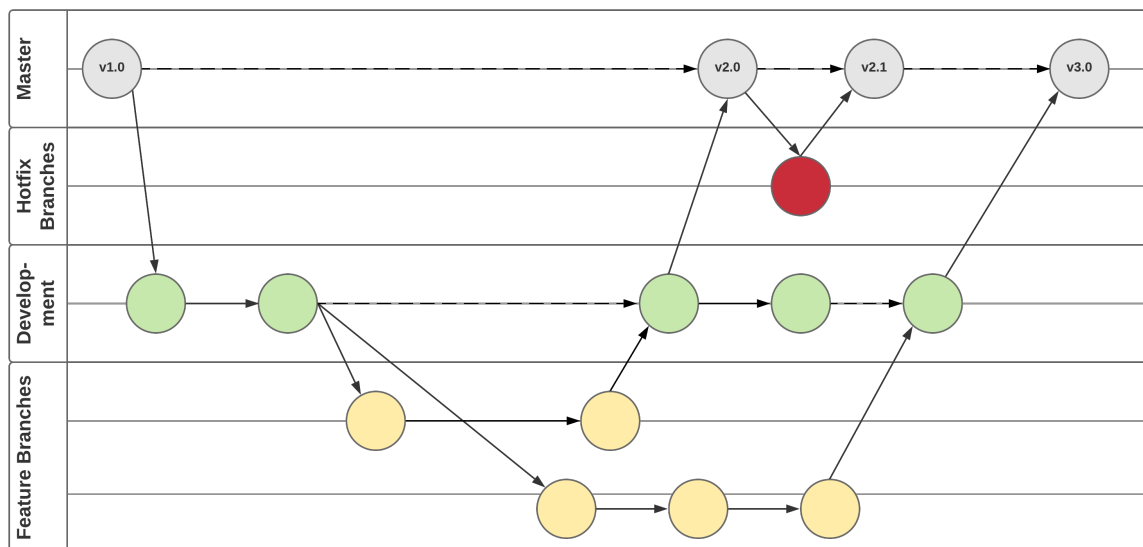 Master
v1.0
v2.0
v2.1
v3.0
Hotfix
Branches
Develop-
ment
Feature Branches